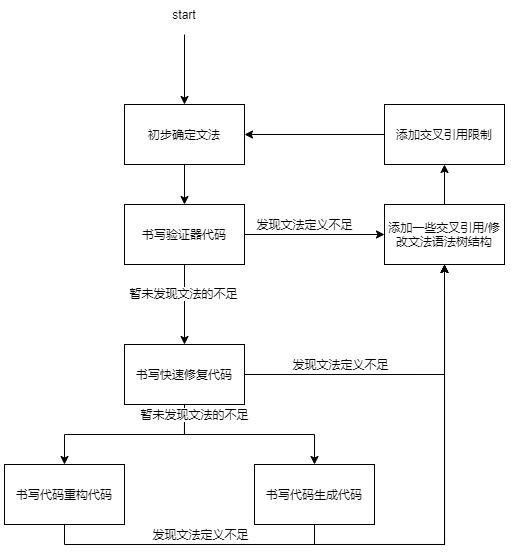 start
初步确定文法
添加交叉引用限制
书写验证器代码
发现文法定义不足
添加一些交叉引用/修
改文法语法树结构
暂未发现文法的不足
书写快速修复代码
发现文法定义不足
暂未发现文法的不足
书写代码重构代码
书写代码生成代码
发现文法定义不足